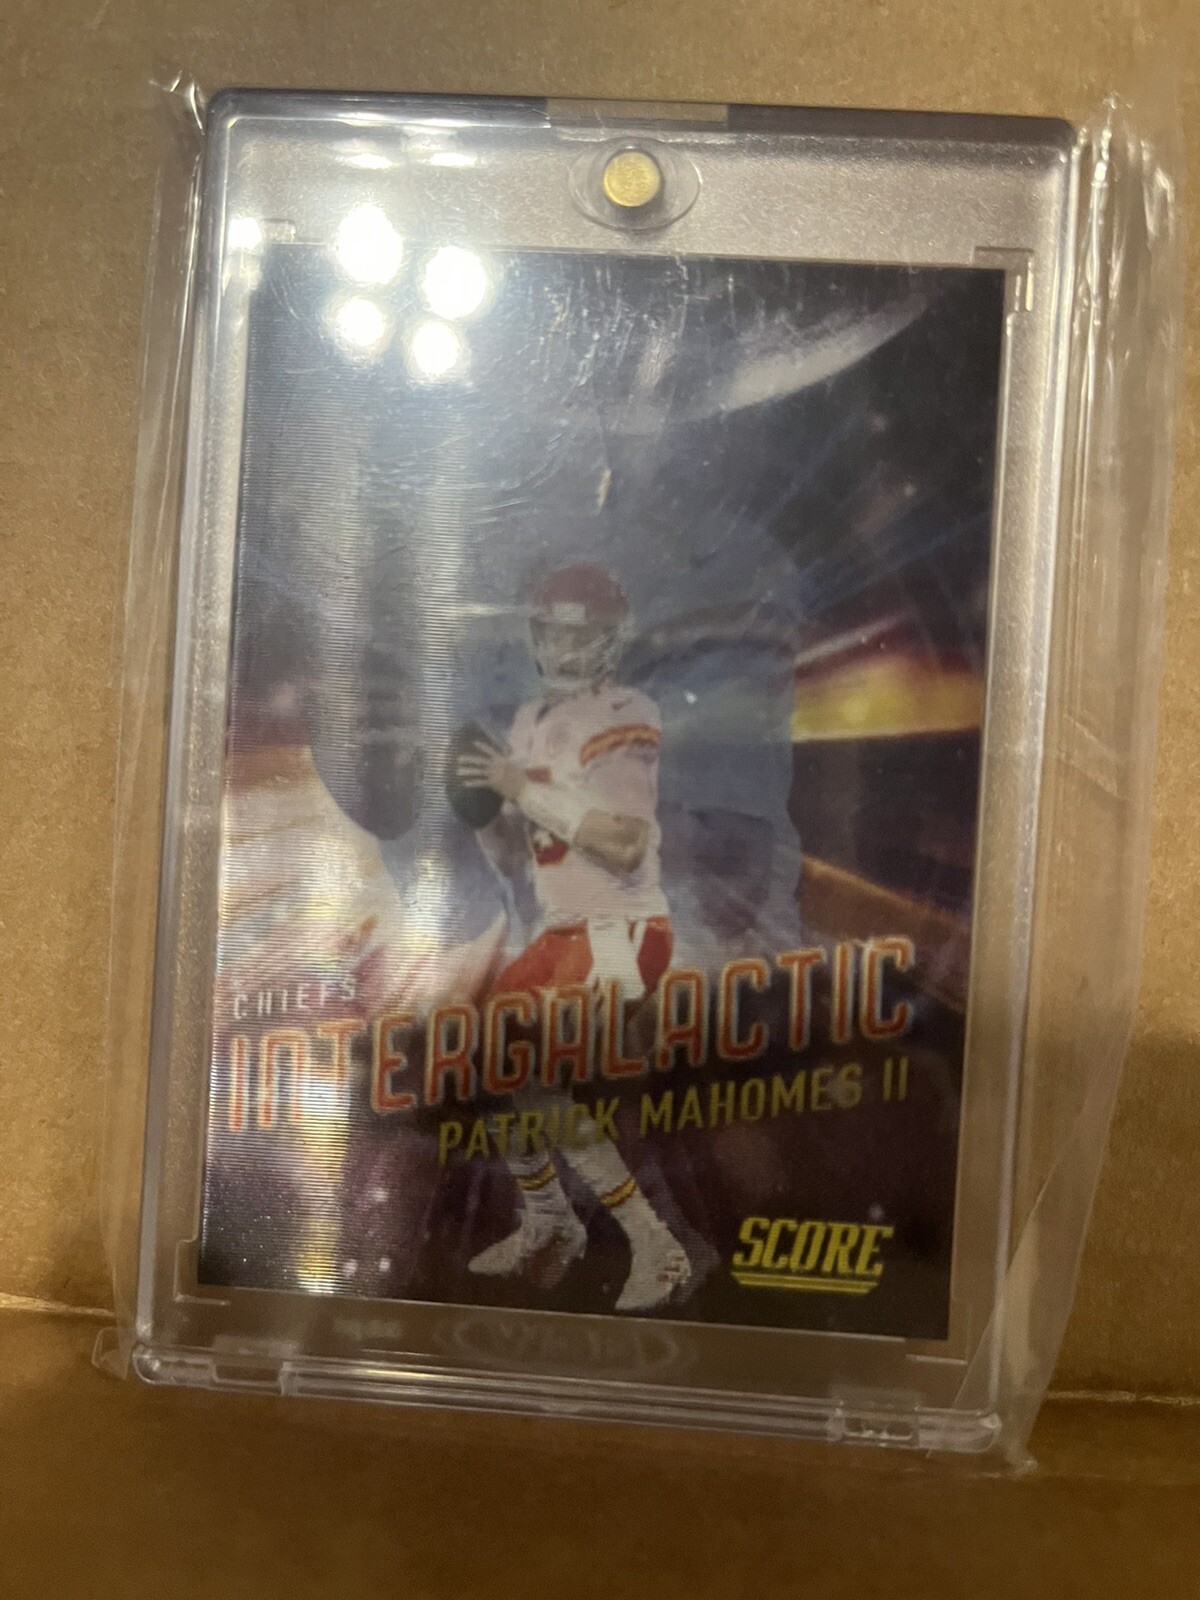 CHIEFS
INTERGALACTIC
PATRICK MAHOMES II
SCORE